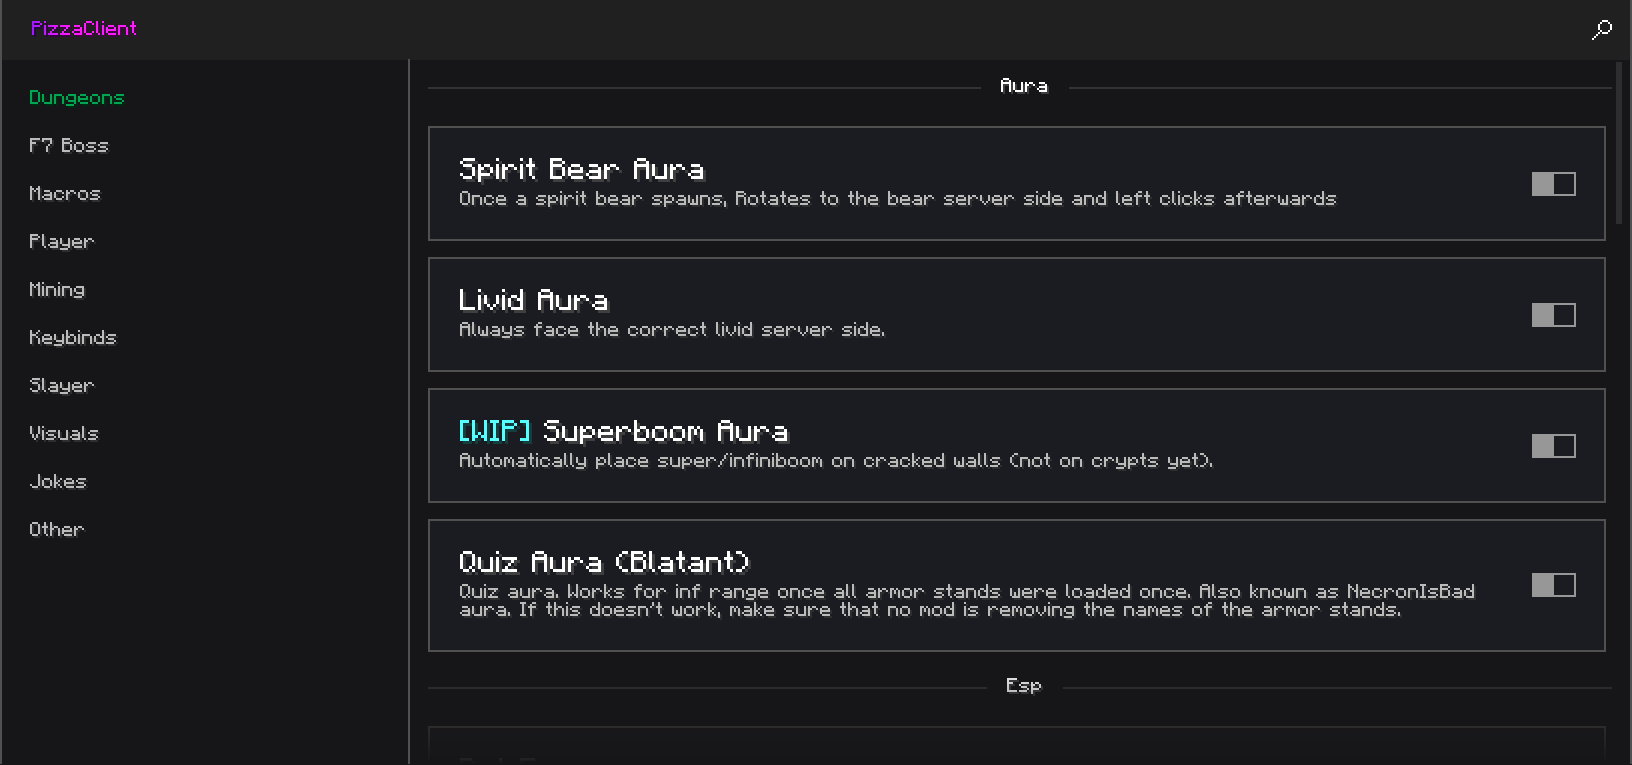 PizzaClient
Dungeons
F7 Boss
Macros
Player
Mining
Keybinds
Slayer
Visuals
Jokes
Other
Aura
Spirit Bear Aura
Once a spirit bear spawns, Rotates to the bear server side and left clicks afterwards
Livid Aura
Always face the correct livid server side.
[WIP] Superboom Aura
Automatically place super/infiniboom on cracked walls (not on crypts yet).
Quiz Aura (Blatant)
Quiz aura. Works for inf range once all armor stands were loaded once. Also known as NecronIsBad
aura. If this doesn't work, make sure that no mod is removing the names of the armor stands.
Esp